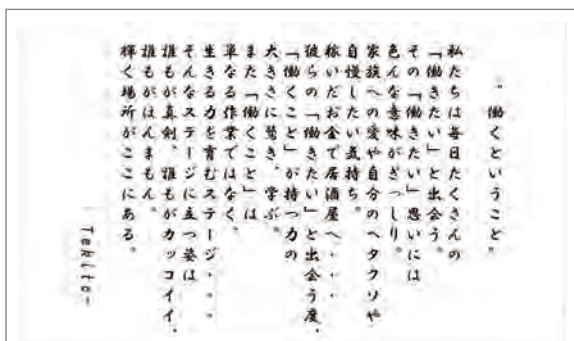 "働くということ。
私たちは毎日たくさんの
「働きたい」と出会う。
その「働きたい」思いには
色んな意味がぎっしり。
家族への愛や自分のヘタクソや
自慢したい気持ち。
稼いだお金で居酒屋へ・・・
彼らの「働きたい」と出会う度、
「働くこと」が持つ力の
大きさに驚き、学ぶ。
また「働くこと」は
単なる作業ではなく。
生きる力を育むステージ・・・
そんなステージに立つ姿は
誰もが真剣、誰もがカッコイイ、
誰もがほんまもん。
輝く場所がここにある。
Tekito-